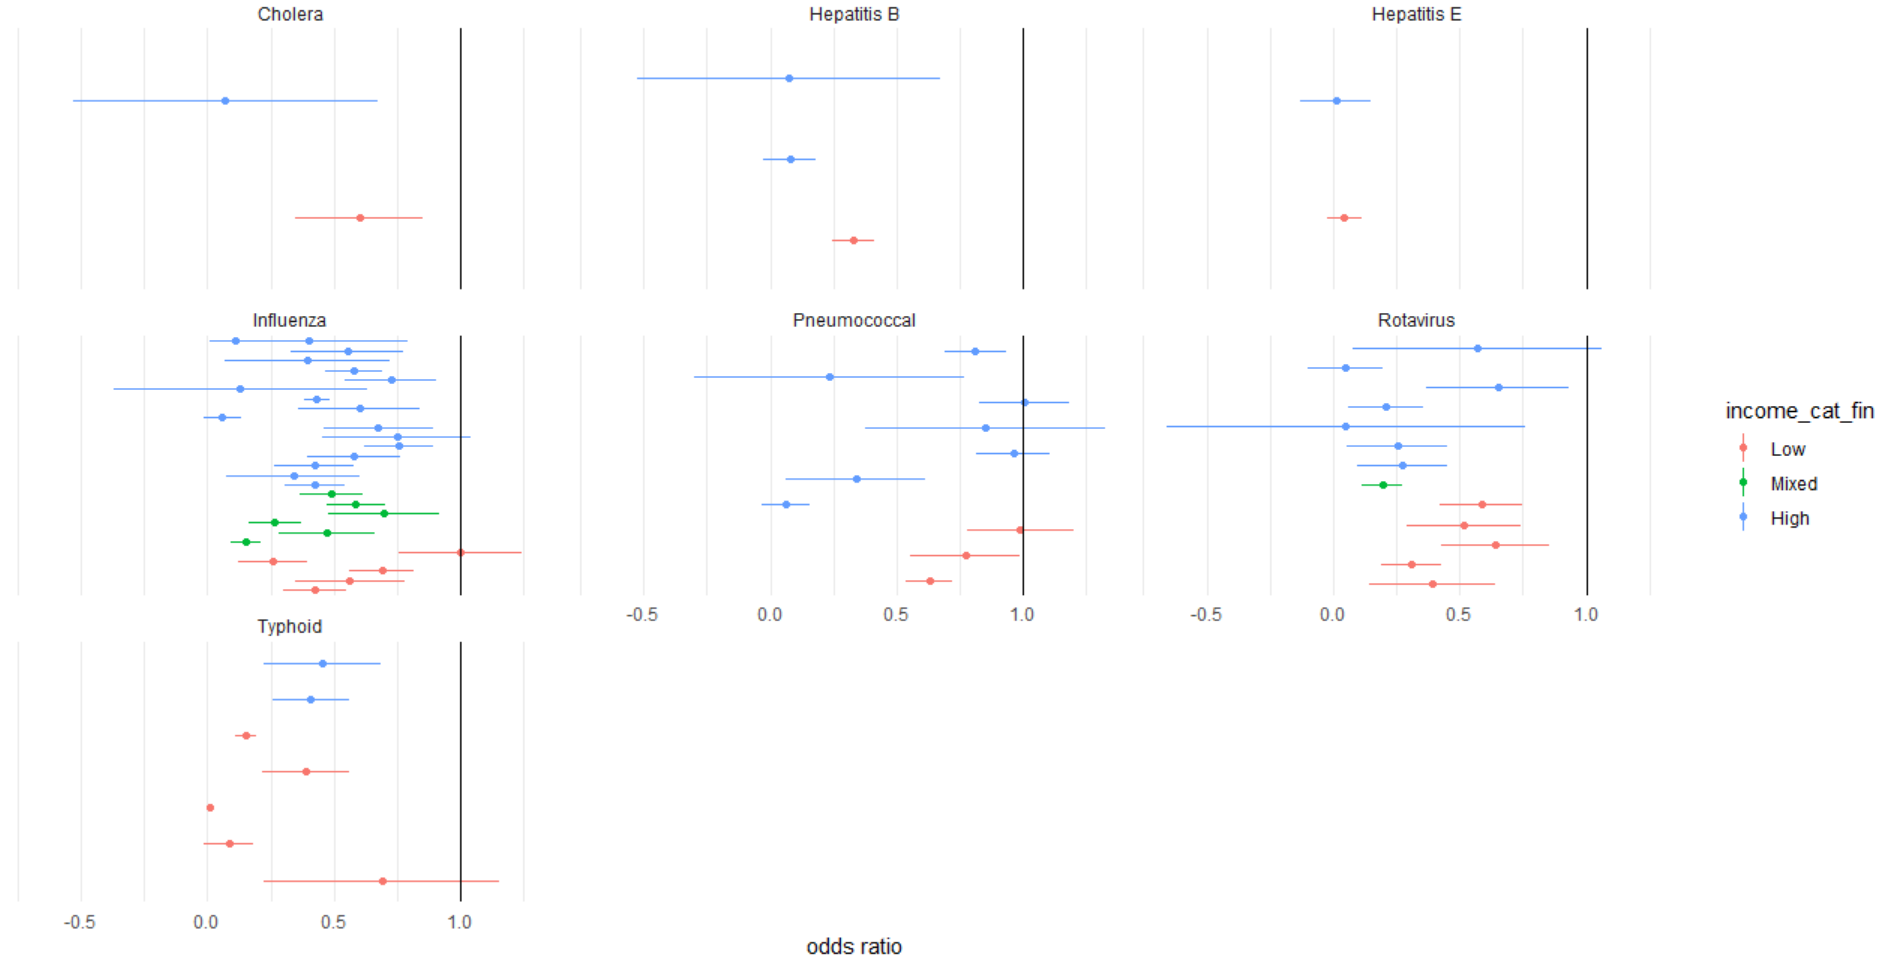 Cholera
Hepatitis B
Hepatitis E
Influenza
Pneumococcal
Rotavirus
income_cat_fin
Low
Mixed
High
-0.5 0.0 0.5 1.0
-0.5 0.0 0.5 1.0
Typhoid
-0.5 0.0 0.5 1.0
odds ratio